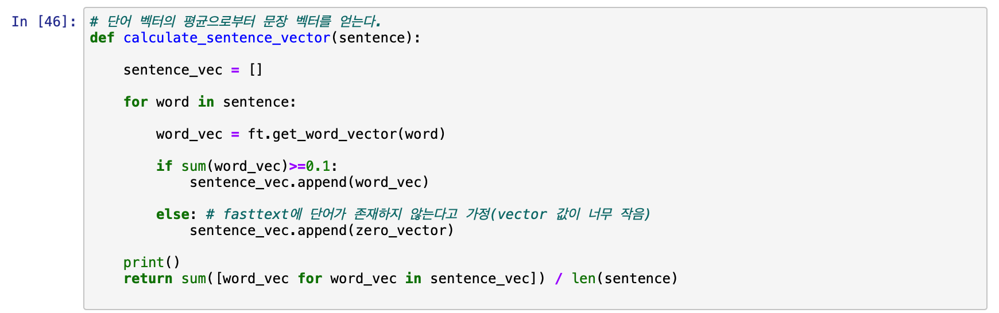 In [46]: # 단어 벡터의 평균으로부터 문장 벡터를 얻는다.
def calculate_sentence_vector(sentence):
    sentence_vec = []
    for word in sentence:
        word_vec = ft.get_word_vector(word)
        if sum(word_vec)>=0.1:
            sentence_vec.append(word_vec)
        else: # fasttext에 단어가 존재하지 않는다고 가정(vector 값이 너무 작음)
            sentence_vec.append(zero_vector)
    print()
    return sum([word_vec for word_vec in sentence_vec]) / len(sentence)